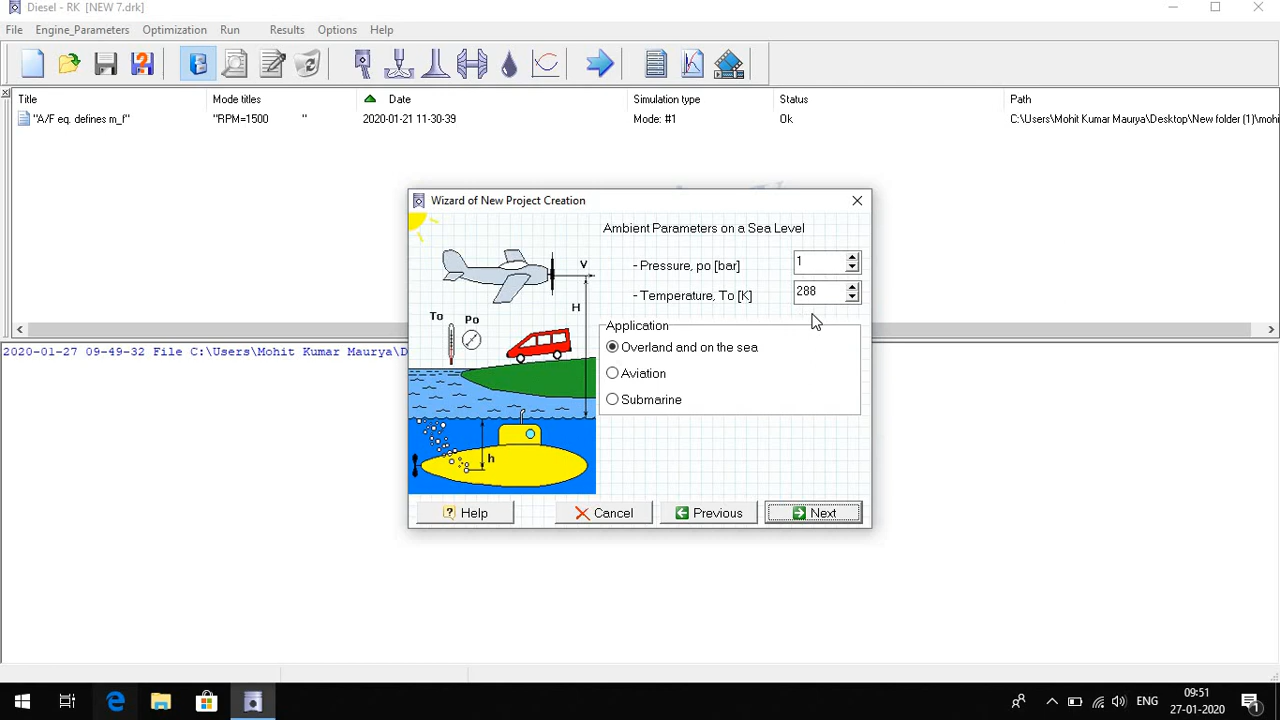 Diesel - RK [NEW 7.drk]
File Engine_Parameters Optimization Run Results Options Help
Title Mode titles Date Simulation type Status Path
"A/F eq. defines m_f" "RPM=1500 " 2020-01-21 11-30-39 Mode: #1 Ok C:\Users\Mohit Kumar Maurya\Desktop\New folder (1)\mohi
Wizard of New Project Creation
Ambient Parameters on a Sea Level
- Pressure, po [bar] 1
- Temperature, To [K] 288
V
H
To Po
h
Application
Overland and on the sea
Aviation
Submarine
2020-01-27 09-49-32 File C:\Users\Mohit Kumar Maurya\D
Help Cancel Previous Next
ENG
09:51
27-01-2020
1